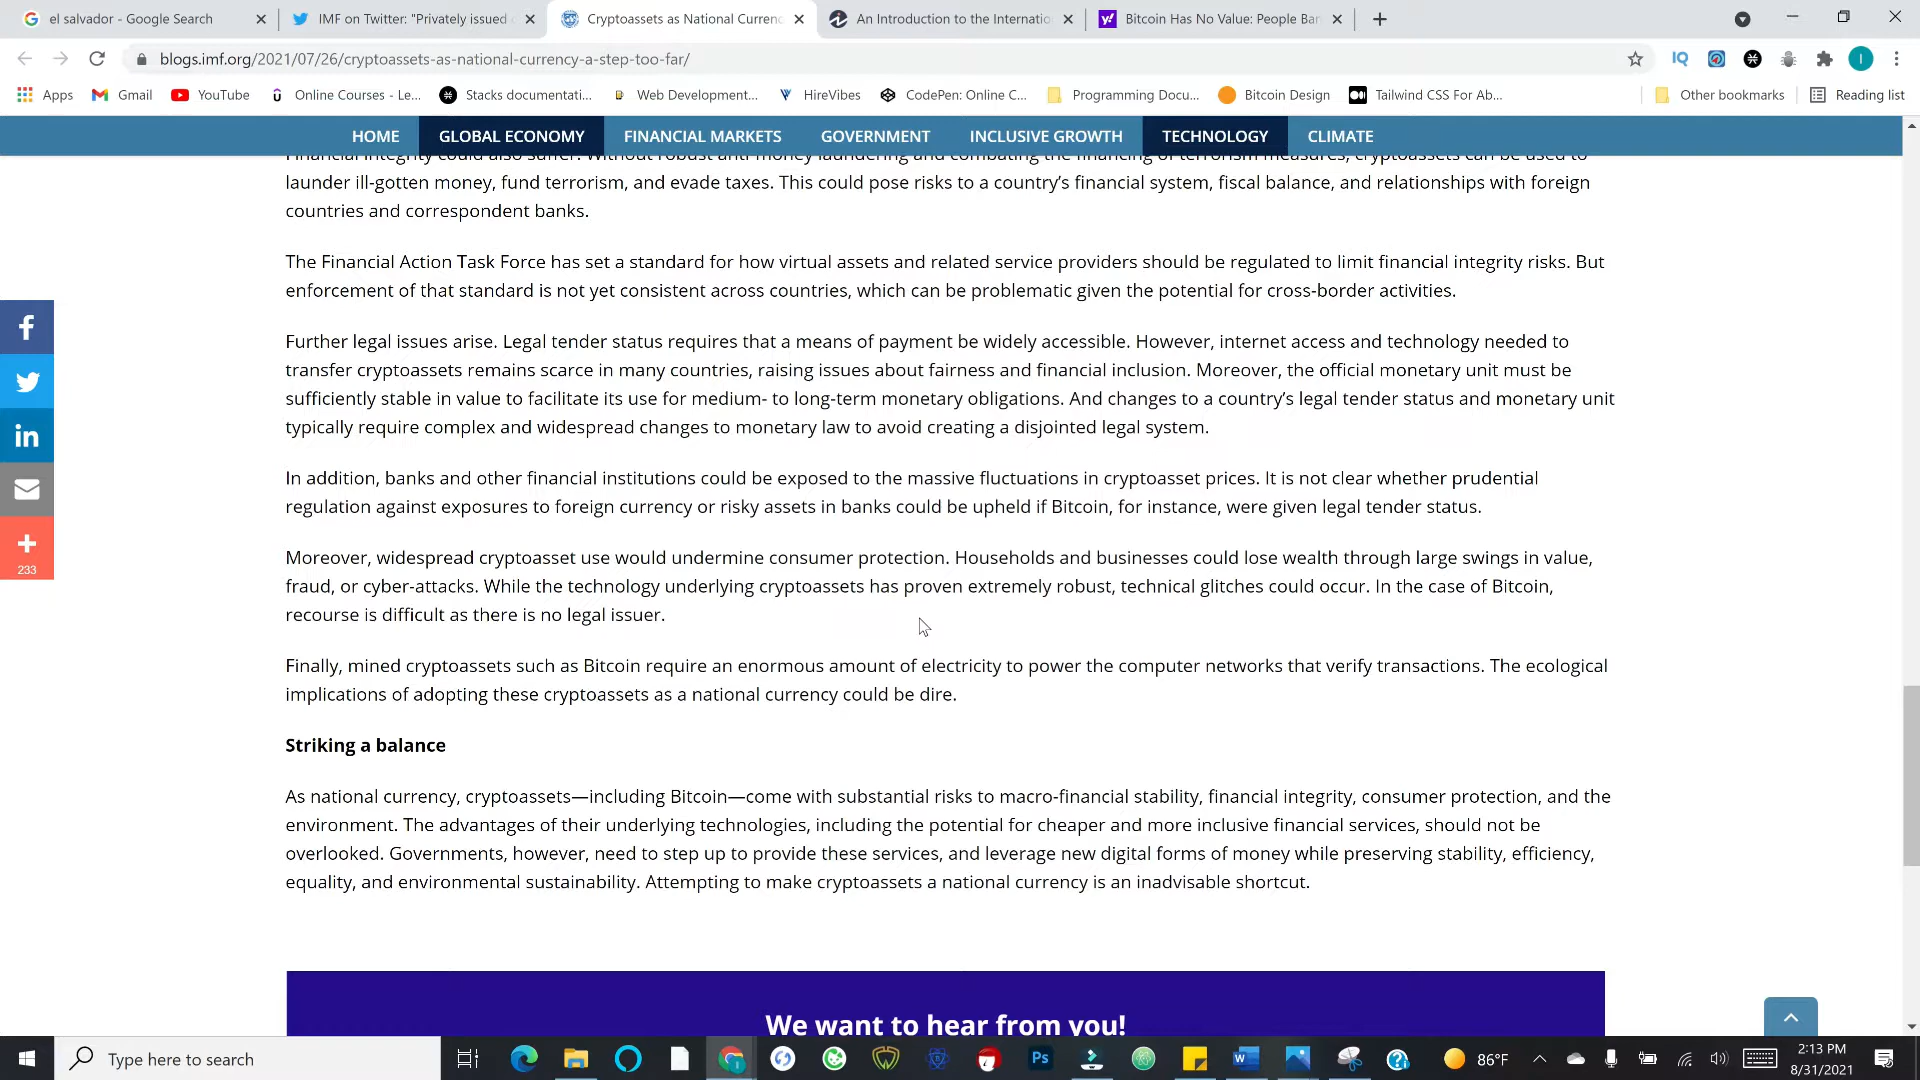 el salvador - Google Search
IMF on Twitter: "Privately issued
Cryptoassets as National Curren
An Introduction to the Internatio
Bitcoin Has No Value: People Bar
blogs.imf.org/2021/07/26/cryptoassets-as-national-currency-a-step-too-far/
Apps
Gmail
YouTube
Online Courses - Le...
Stacks documentati...
Web Development...
HireVibes
CodePen: Online C...
Programming Docu...
Bitcoin Design
Tailwind CSS For Ab...
Other bookmarks
Reading list
HOME
GLOBAL ECONOMY
FINANCIAL MARKETS
GOVERNMENT
INCLUSIVE GROWTH
TECHNOLOGY
CLIMATE
Financial integrity could also suffer. Without robust anti-money laundering and combating the financing of terrorism measures, cryptoassets can be used to
launder ill-gotten money, fund terrorism, and evade taxes. This could pose risks to a country's financial system, fiscal balance, and relationships with foreign
countries and correspondent banks.
The Financial Action Task Force has set a standard for how virtual assets and related service providers should be regulated to limit financial integrity risks. But
enforcement of that standard is not yet consistent across countries, which can be problematic given the potential for cross-border activities.
Further legal issues arise. Legal tender status requires that a means of payment be widely accessible. However, internet access and technology needed to
transfer cryptoassets remains scarce in many countries, raising issues about fairness and financial inclusion. Moreover, the official monetary unit must be
sufficiently stable in value to facilitate its use for medium- to long-term monetary obligations. And changes to a country's legal tender status and monetary unit
typically require complex and widespread changes to monetary law to avoid creating a disjointed legal system.
In addition, banks and other financial institutions could be exposed to the massive fluctuations in cryptoasset prices. It is not clear whether prudential
regulation against exposures to foreign currency or risky assets in banks could be upheld if Bitcoin, for instance, were given legal tender status.
Moreover, widespread cryptoasset use would undermine consumer protection. Households and businesses could lose wealth through large swings in value,
fraud, or cyber-attacks. While the technology underlying cryptoassets has proven extremely robust, technical glitches could occur. In the case of Bitcoin,
recourse is difficult as there is no legal issuer.
Finally, mined cryptoassets such as Bitcoin require an enormous amount of electricity to power the computer networks that verify transactions. The ecological
implications of adopting these cryptoassets as a national currency could be dire.
Striking a balance
As national currency, cryptoassets—including Bitcoin—come with substantial risks to macro-financial stability, financial integrity, consumer protection, and the
environment. The advantages of their underlying technologies, including the potential for cheaper and more inclusive financial services, should not be
overlooked. Governments, however, need to step up to provide these services, and leverage new digital forms of money while preserving stability, efficiency,
equality, and environmental sustainability. Attempting to make cryptoassets a national currency is an inadvisable shortcut.
233
We want to hear from you!
Type here to search
86°F
2:13 PM
8/31/2021